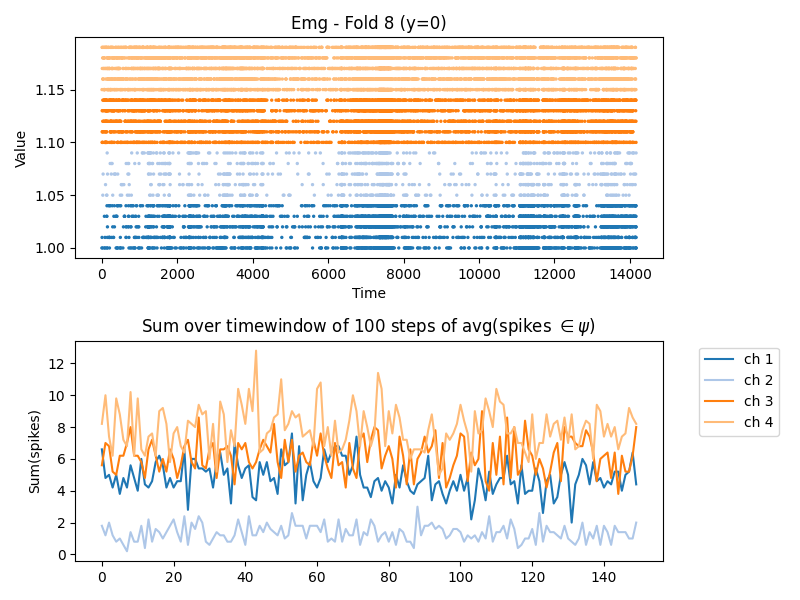 Emg - Fold 8 (y=0)
Value
1.15
1.10
1.05
1.00
0 2000 4000 6000 8000 10000 12000 14000
Time
Sum over timewindow of 100 steps of avg(spikes ∈ψ)
Sum(spikes)
12
10
8
6
4
2
0
0 20 40 60 80 100 120 140
ch 1
ch 2
ch 3
ch 4